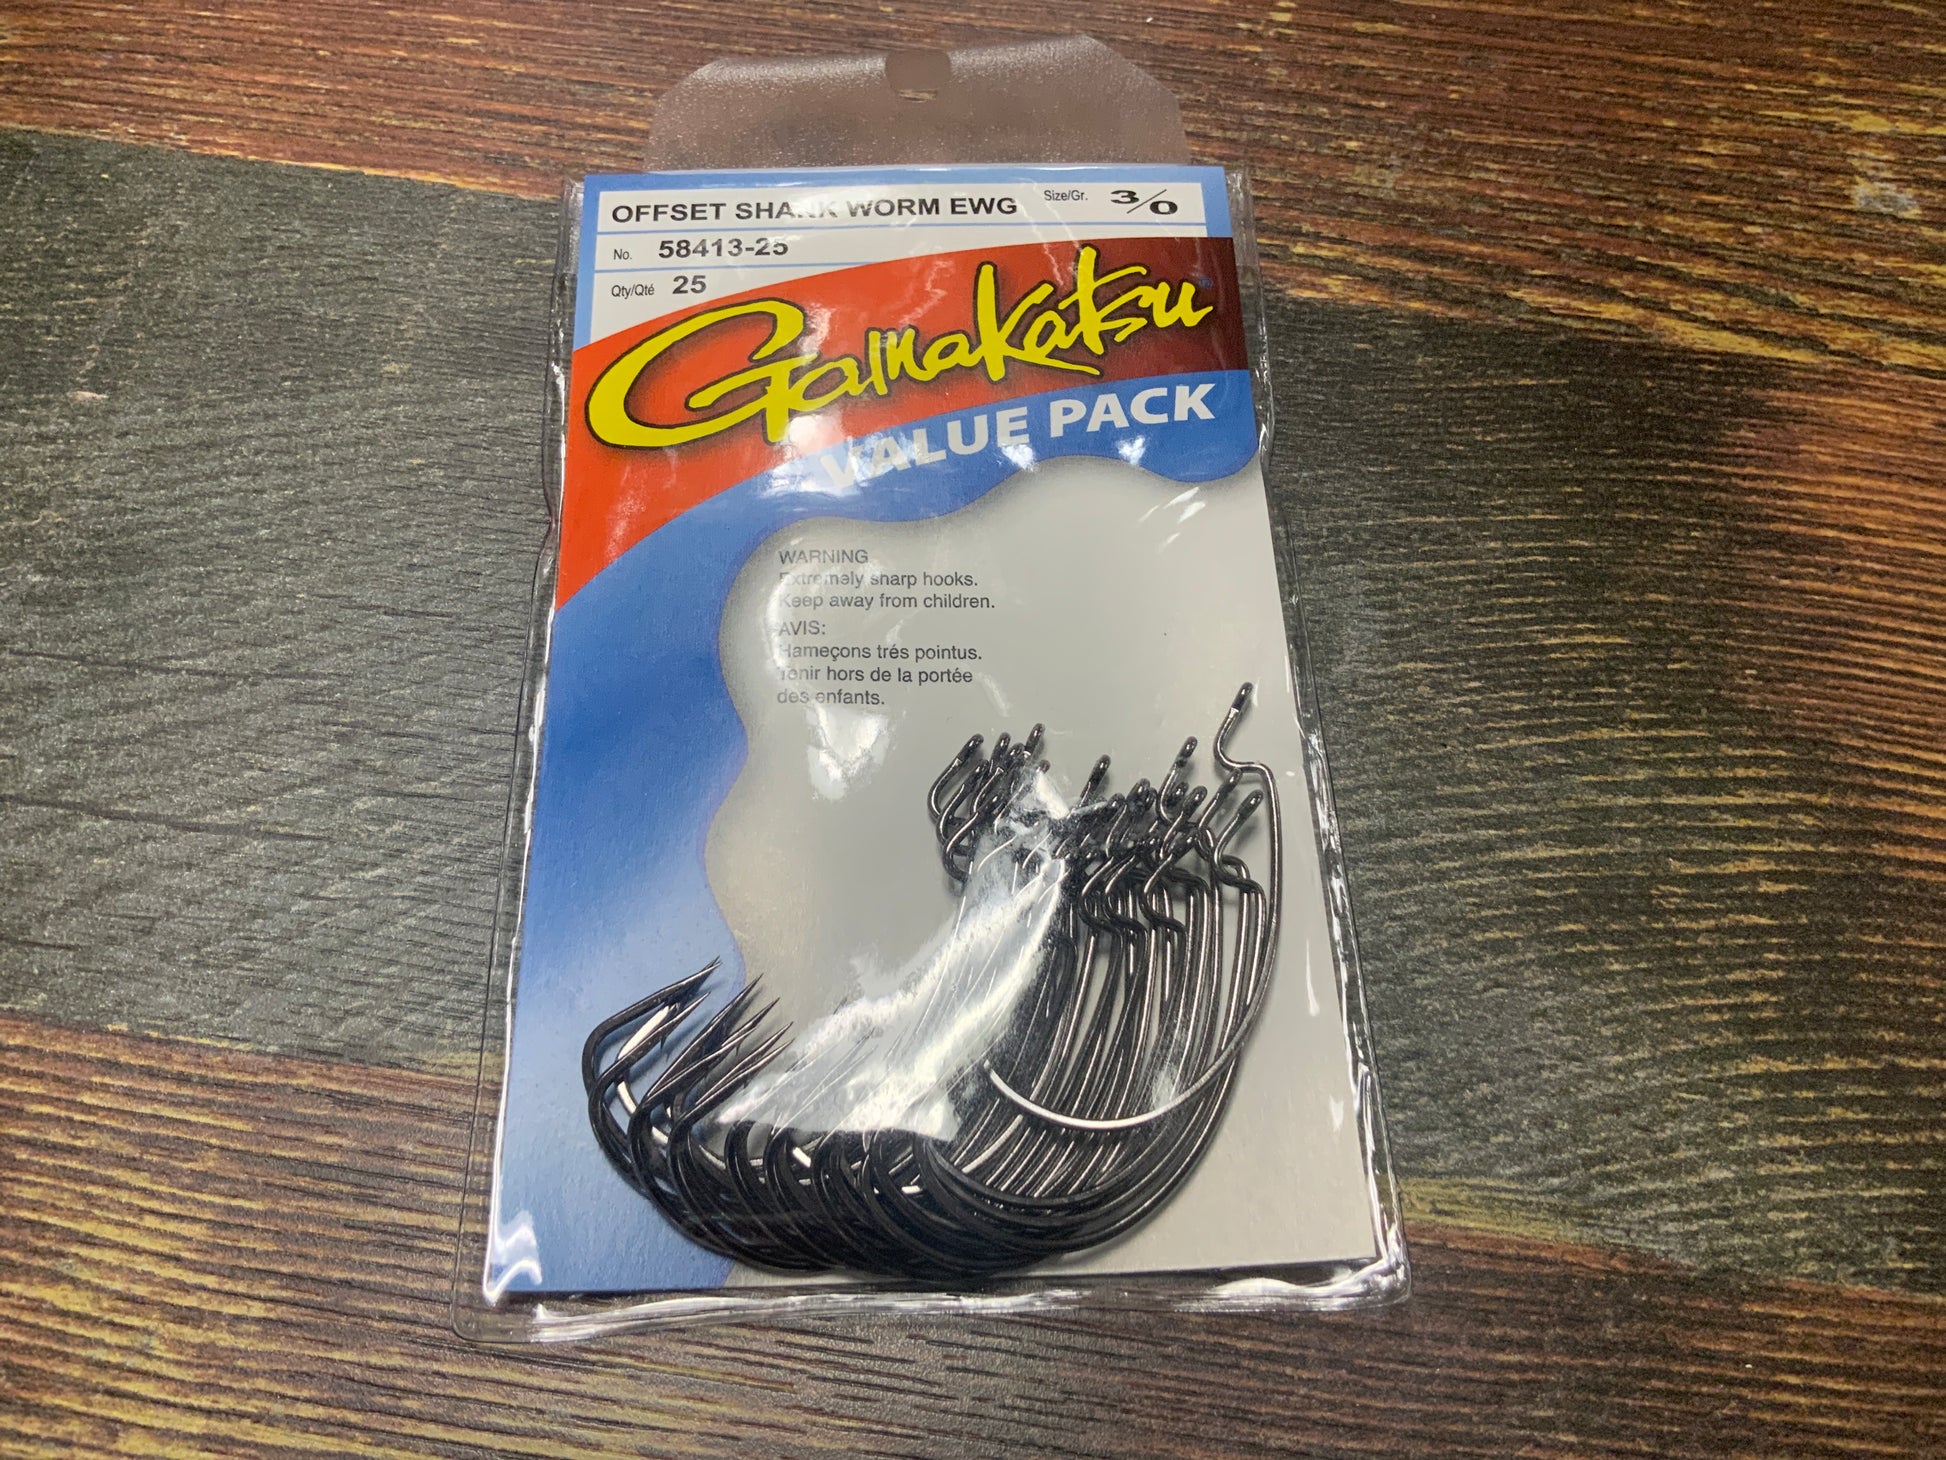 OFFSET SHANK WORM EWG Size/Gr. 3/0
No. 58413-25
Qty/Qté 25
Gamakatsu
VALUE PACK
WARNING
Extremely sharp hooks.
Keep away from children.
AVIS:
Hameçons trés pointus.
Tenir hors de la portée
des enfants.